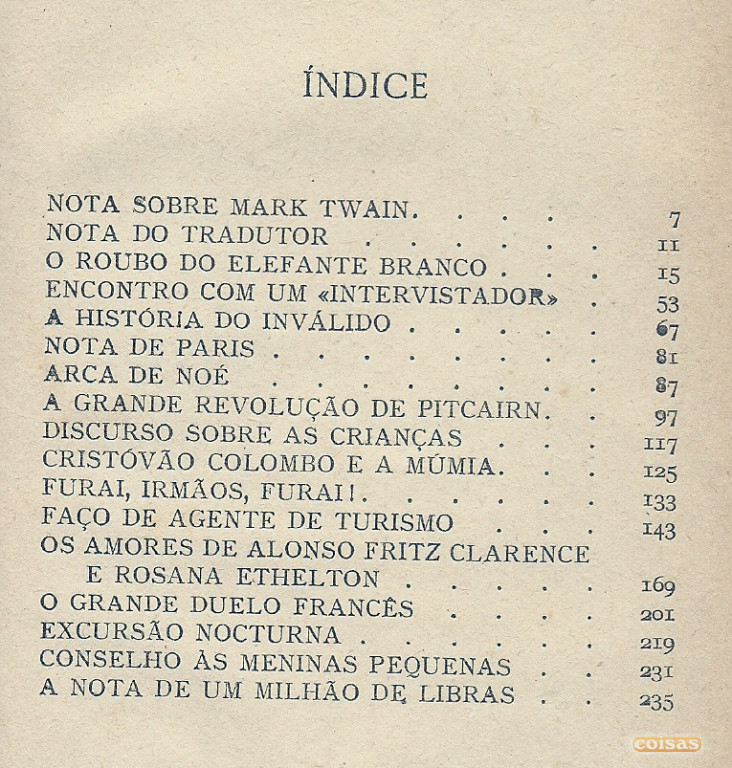 ÍNDICE
NOTA SOBRE MARK TWAIN. . . . . 7
NOTA DO TRADUTOR . . . . . 11
O ROUBO DO ELEFANTE BRANCO . . . 15
ENCONTRO COM UM «INTERVISTADOR» . 53
A HISTÓRIA DO INVÁLIDO . . . . . 67
NOTA DE PARIS . . . . . . . . 81
ARCA DE NOÉ . . . . . . . . 87
A GRANDE REVOLUÇÃO DE PITCAIRN. . 97
DISCURSO SOBRE AS CRIANÇAS . . . 117
CRISTÓVÃO COLOMBO E A MÚMIA. . . 125
FURAI, IRMÃOS, FURAI!. . . . . . 133
FAÇO DE AGENTE DE TURISMO . . . 143
OS AMORES DE ALONSO FRITZ CLARENCE
E ROSANA ETHELTON . . . . . 169
O GRANDE DUELO FRANCÊS . . . . 201
EXCURSÃO NOCTURNA . . . . . . 219
CONSELHO ÀS MENINAS PEQUENAS . . 231
A NOTA DE UM MILHÃO DE LIBRAS . . 235
coisas